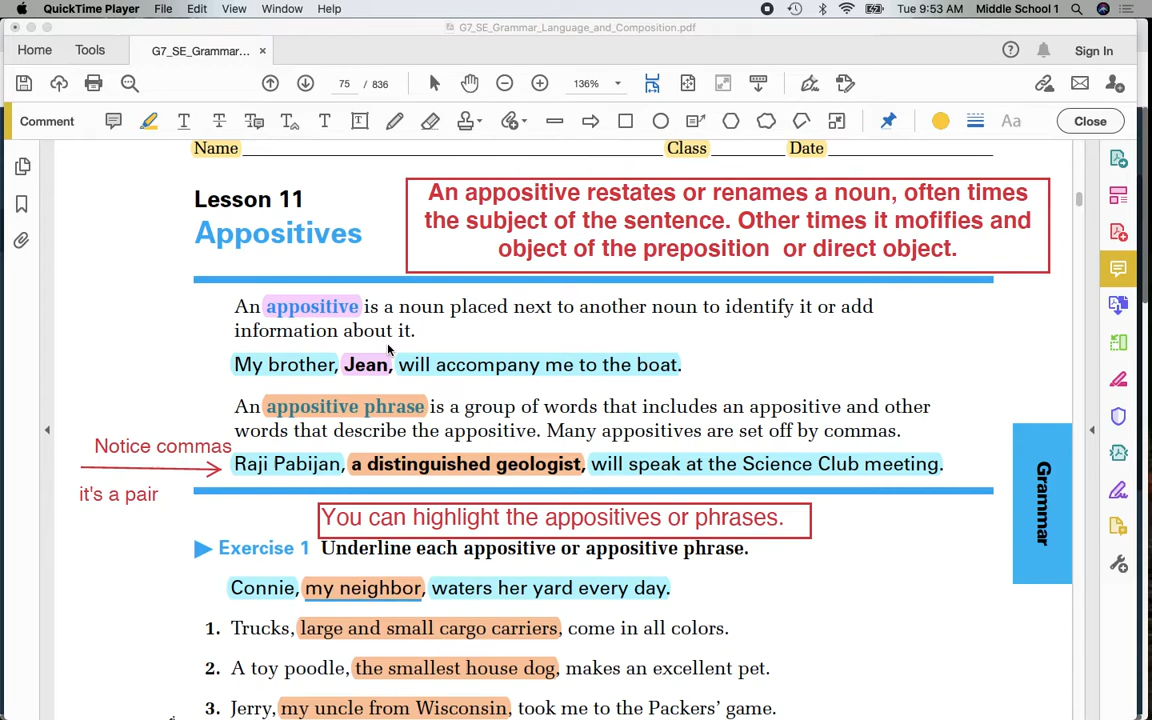 QuickTime Player File Edit View Window Help Tue 9:53 AM Middle School 1
G7_SE_Grammar_Language_and_Composition.pdf
Home Tools G7_SE_Grammar... × Sign In
75 / 836 136%
Comment Aa Close
Name Class Date
Lesson 11
Appositives
An appositive restates or renames a noun, often times
the subject of the sentence. Other times it mofifies and
object of the preposition or direct object.
An appositive is a noun placed next to another noun to identify it or add
information about it.
My brother, Jean, will accompany me to the boat.
An appositive phrase is a group of words that includes an appositive and other
words that describe the appositive. Many appositives are set off by commas.
Notice commas
Raji Pabijan, a distinguished geologist, will speak at the Science Club meeting.
it's a pair
Grammar
You can highlight the appositives or phrases.
Exercise 1 Underline each appositive or appositive phrase.
Connie, my neighbor, waters her yard every day.
1. Trucks, large and small cargo carriers, come in all colors.
2. A toy poodle, the smallest house dog, makes an excellent pet.
3. Jerry, my uncle from Wisconsin, took me to the Packers' game.